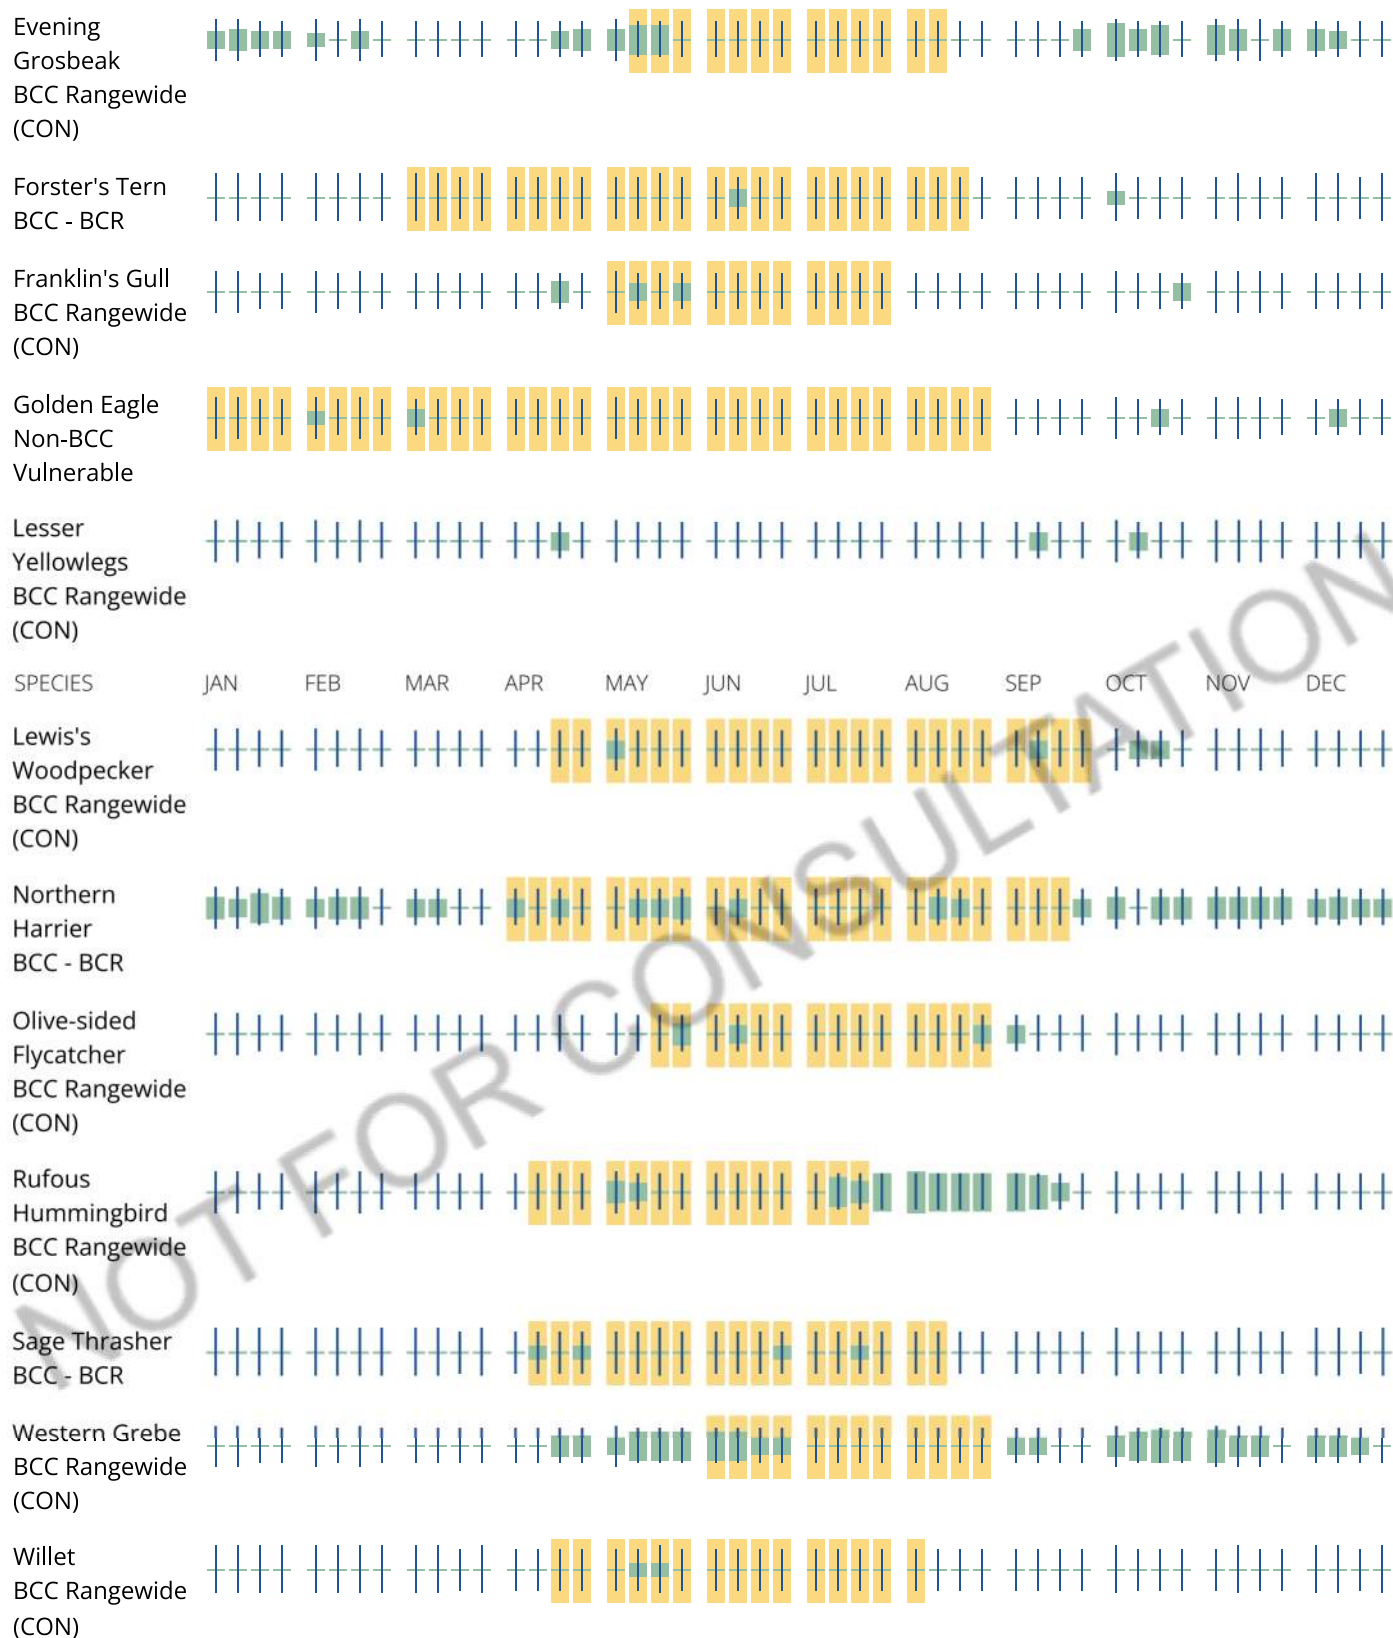 Evening
Grosbeak
BCC Rangewide
(CON)
Forster's Tern
BCC - BCR
Franklin's Gull
BCC Rangewide
(CON)
Golden Eagle
Non-BCC
Vulnerable
Lesser
Yellowlegs
BCC Rangewide
(CON)
SPECIES JAN FEB MAR APR MAY JUN JUL AUG SEP OCT NOV DEC
Lewis's
Woodpecker
BCC Rangewide
(CON)
Northern
Harrier
BCC - BCR
Olive-sided
Flycatcher
BCC Rangewide
(CON)
Rufous
Hummingbird
BCC Rangewide
(CON)
Sage Thrasher
BCC - BCR
Western Grebe
BCC Rangewide
(CON)
Willet
BCC Rangewide
(CON)
NOT FOR CONSULTATION